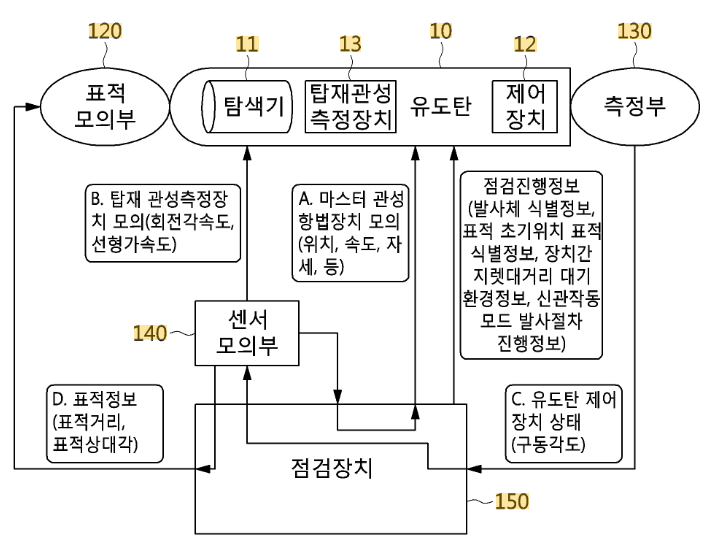 120
11
13
10
12
130
표적
모의부
탐색기
탑재관성
측정장치
유도탄
제어
장치
측정부
B. 탑재 관성측정장
치 모의(회전각속도,
선형가속도)
A. 마스터 관성
항법장치 모의
(위치, 속도, 자
세, 등)
점검진행정보
(발사체 식별정보,
표적 초기위치 표적
식별정보, 장치간
지렛대거리 대기
환경정보, 신관작동
모드 발사절차
진행정보)
140
센서
모의부
D. 표적정보
(표적거리,
표적상대각)
C. 유도탄 제어
장치 상태
(구동각도)
점검장치
150